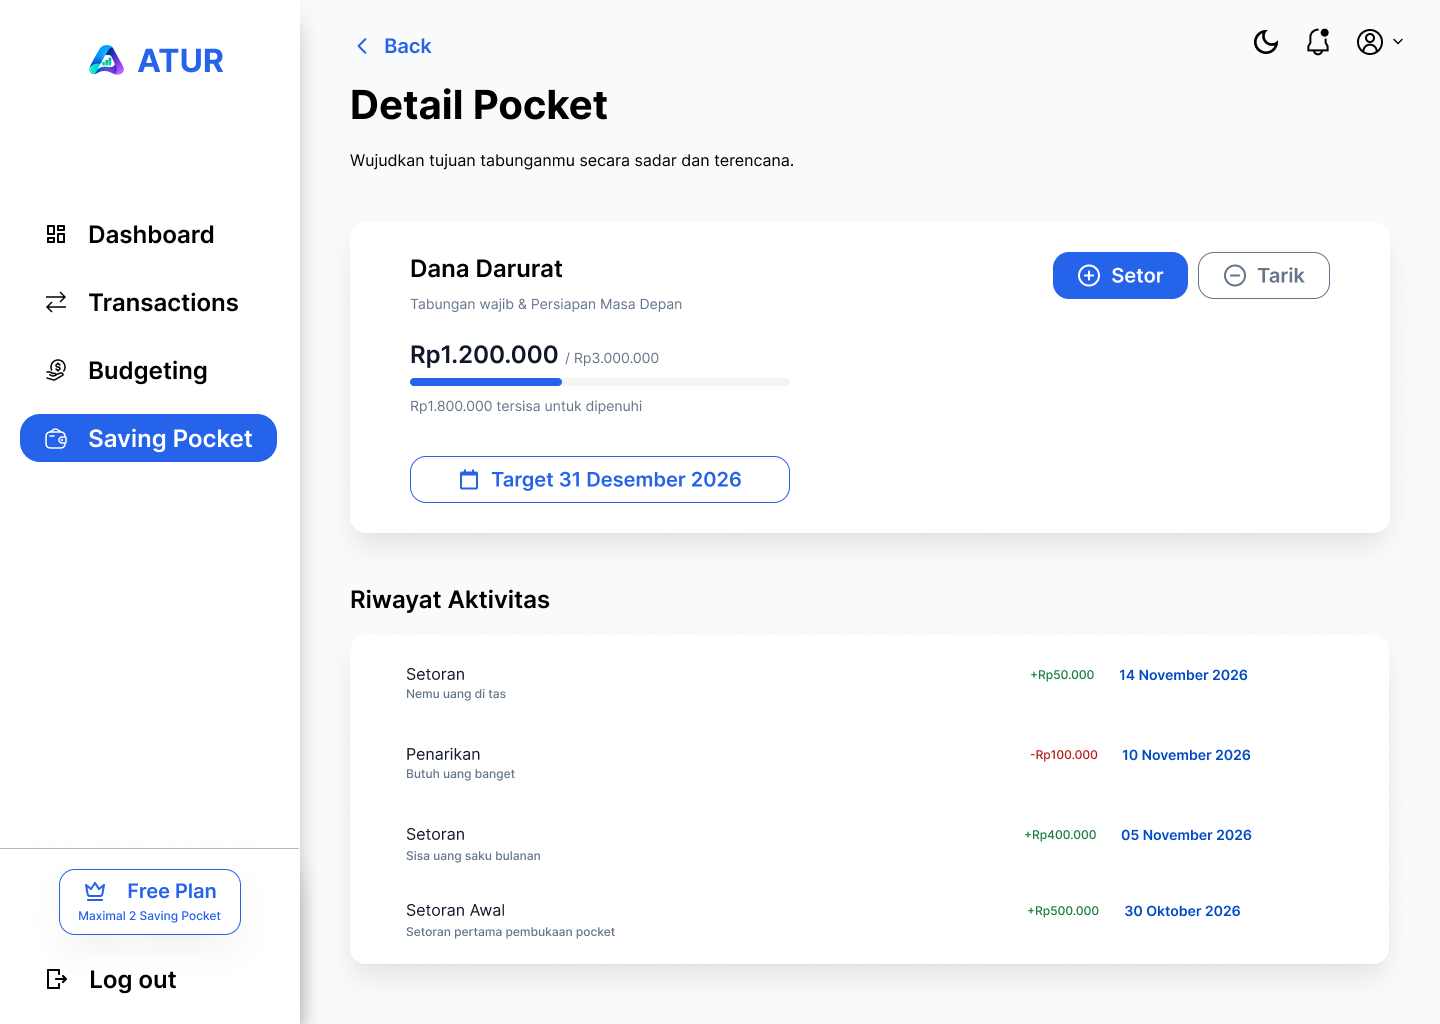 ATUR
Dashboard
Transactions
Budgeting
Saving Pocket
Free Plan
Maximal 2 Saving Pocket
Log out
Back
Detail Pocket
Wujudkan tujuan tabunganmu secara sadar dan terencana.
Dana Darurat
Tabungan wajib & Persiapan Masa Depan
Setor
Tarik
Rp1.200.000 / Rp3.000.000
Rp1.800.000 tersisa untuk dipenuhi
Target 31 Desember 2026
Riwayat Aktivitas
Setoran +Rp50.000 14 November 2026
Nemu uang di tas
Penarikan -Rp100.000 10 November 2026
Butuh uang banget
Setoran +Rp400.000 05 November 2026
Sisa uang saku bulanan
Setoran Awal +Rp500.000 30 Oktober 2026
Setoran pertama pembukaan pocket